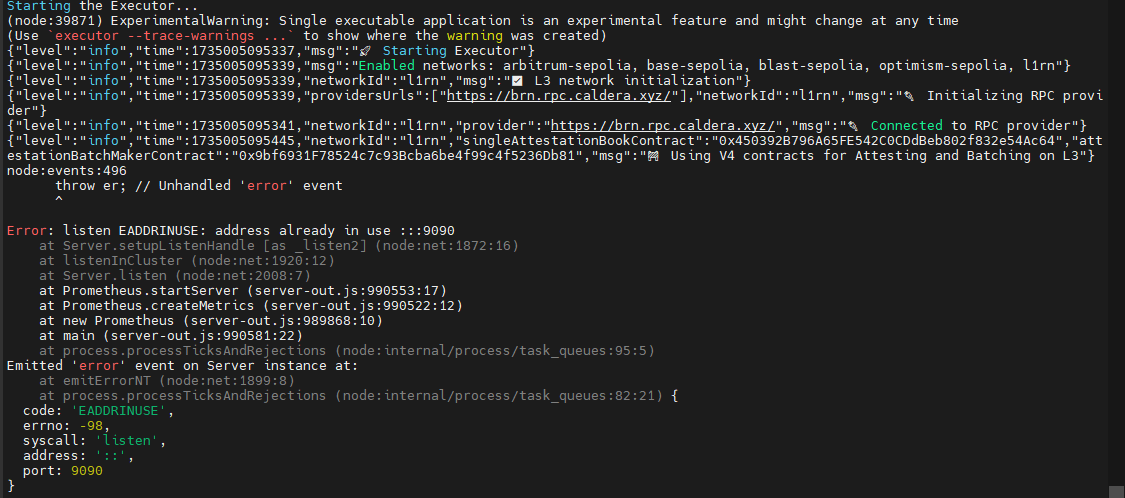 Starting the Executor...
(node:39871) ExperimentalWarning: Single executable application is an experimental feature and might change at any time
(Use `executor --trace-warnings ...` to show where the warning was created)
{"level":"info","time":1735005095337,"msg":"🚀 Starting Executor"}
{"level":"info","time":1735005095339,"msg":"Enabled networks: arbitrum-sepolia, base-sepolia, blast-sepolia, optimism-sepolia, l1rn"}
{"level":"info","time":1735005095339,"networkId":"l1rn","msg":"☑ L3 network initialization"}
{"level":"info","time":1735005095339,"providersUrls":["https://brn.rpc.caldera.xyz/"],"networkId":"l1rn","msg":"✎ Initializing RPC provi
der"}
{"level":"info","time":1735005095341,"networkId":"l1rn","provider":"https://brn.rpc.caldera.xyz/","msg":"✎ Connected to RPC provider"}
{"level":"info","time":1735005095445,"networkId":"l1rn","singleAttestationBookContract":"0x450392B796A65FE542C0CDdBeb802f832e54Ac64","att
estationBatchMakerContract":"0x9bf6931F78524c7c93Bcba6be4f99c4f5236Db81","msg":"🚧 Using V4 contracts for Attesting and Batching on L3"}
node:events:496
      throw er; // Unhandled 'error' event
      ^
Error: listen EADDRINUSE: address already in use :::9090
    at Server.setupListenHandle [as _listen2] (node:net:1872:16)
    at listenInCluster (node:net:1920:12)
    at Server.listen (node:net:2008:7)
    at Prometheus.startServer (server-out.js:990553:17)
    at Prometheus.createMetrics (server-out.js:990522:12)
    at new Prometheus (server-out.js:989868:10)
    at main (server-out.js:990581:22)
    at process.processTicksAndRejections (node:internal/process/task_queues:95:5)
Emitted 'error' event on Server instance at:
    at emitErrorNT (node:net:1899:8)
    at process.processTicksAndRejections (node:internal/process/task_queues:82:21) {
  code: 'EADDRINUSE',
  errno: -98,
  syscall: 'listen',
  address: '::',
  port: 9090
}